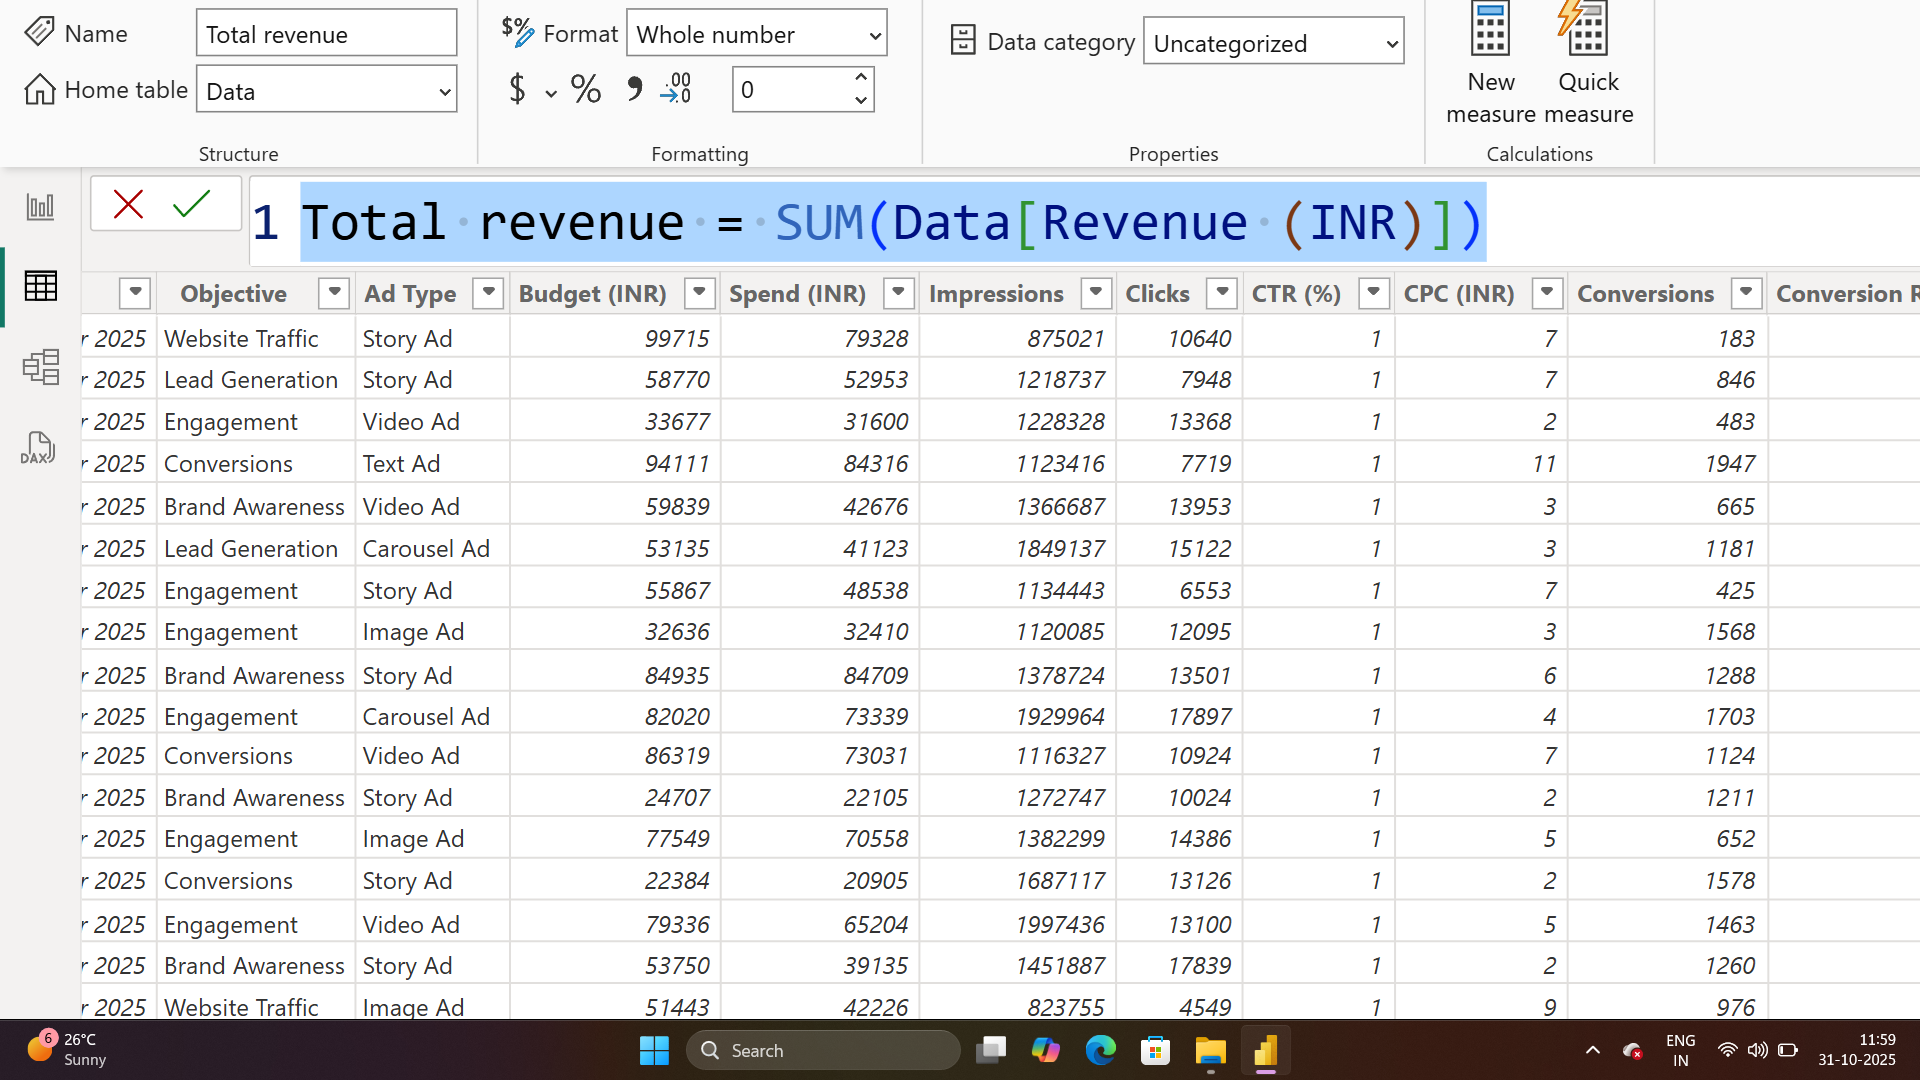 Name
Total revenue
Format
Whole number
Data category
Uncategorized
New measure
Quick measure
Home table
Data
$ % , .00 .0
0
Structure
Formatting
Properties
Calculations
1 Total revenue = SUM(Data[Revenue (INR)])
Objective Ad Type Budget (INR) Spend (INR) Impressions Clicks CTR (%) CPC (INR) Conversions Conversion R
r 2025 Website Traffic Story Ad 99715 79328 875021 10640 1 7 183
r 2025 Lead Generation Story Ad 58770 52953 1218737 7948 1 7 846
r 2025 Engagement Video Ad 33677 31600 1228328 13368 1 2 483
r 2025 Conversions Text Ad 94111 84316 1123416 7719 1 11 1947
r 2025 Brand Awareness Video Ad 59839 42676 1366687 13953 1 3 665
r 2025 Lead Generation Carousel Ad 53135 41123 1849137 15122 1 3 1181
r 2025 Engagement Story Ad 55867 48538 1134443 6553 1 7 425
r 2025 Engagement Image Ad 32636 32410 1120085 12095 1 3 1568
r 2025 Brand Awareness Story Ad 84935 84709 1378724 13501 1 6 1288
r 2025 Engagement Carousel Ad 82020 73339 1929964 17897 1 4 1703
r 2025 Conversions Video Ad 86319 73031 1116327 10924 1 7 1124
r 2025 Brand Awareness Story Ad 24707 22105 1272747 10024 1 2 1211
r 2025 Engagement Image Ad 77549 70558 1382299 14386 1 5 652
r 2025 Conversions Story Ad 22384 20905 1687117 13126 1 2 1578
r 2025 Engagement Video Ad 79336 65204 1997436 13100 1 5 1463
r 2025 Brand Awareness Story Ad 53750 39135 1451887 17839 1 2 1260
r 2025 Website Traffic Image Ad 51443 42226 823755 4549 1 9 976
DAX
6
26°C
Sunny
Search
ENG
IN
11:59
31-10-2025